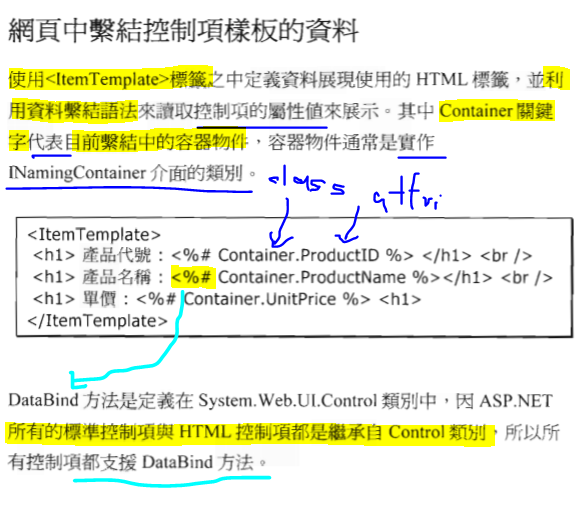 網頁中繫結控制項樣板的資料
使用<ItemTemplate>標籤之中定義資料展現使用的 HTML 標籤，並利
用資料繫結語法來讀取控制項的屬性值來展示。其中 Container 關鍵
字代表目前繫結中的容器物件，容器物件通常是實作
INamingContainer 介面的類別。
class
attri
<ItemTemplate>
<h1> 產品代號：<%# Container.ProductID %> </h1> <br />
<h1> 產品名稱：<%# Container.ProductName %></h1> <br />
<h1> 單價：<%# Container.UnitPrice %> <h1>
</ItemTemplate>
DataBind 方法是定義在 System.Web.UI.Control 類別中，因 ASP.NET
所有的標準控制項與 HTML 控制項都是繼承自 Control 類別，所以所
有控制項都支援 DataBind 方法。